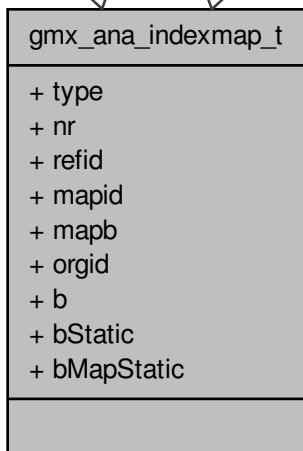 gmx_ana_indexmap_t
+ type
+ nr
+ refid
+ mapid
+ mapb
+ orgid
+ b
+ bStatic
+ bMapStatic